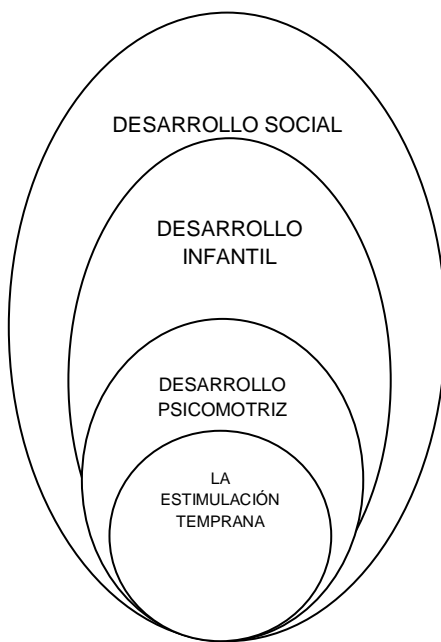 DESARROLLO SOCIAL
DESARROLLO
INFANTIL
DESARROLLO
PSICOMOTRIZ
LA
ESTIMULACIÓN
TEMPRANA